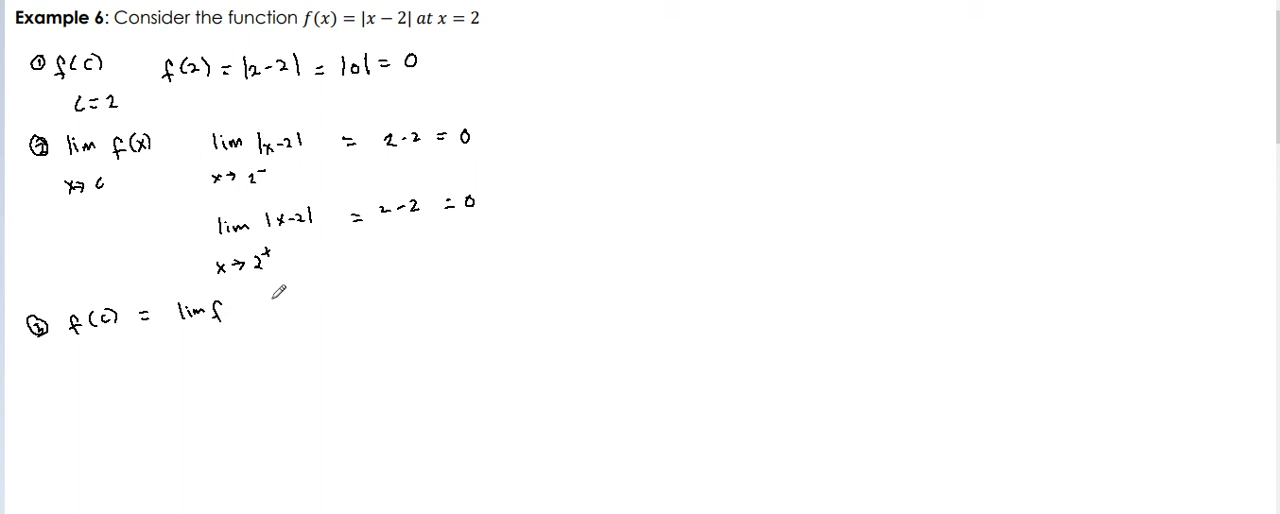 Example 6: Consider the function f(x) = |x − 2| at x = 2
① f(c) f(2) = |2-2| = |0| = 0
c = 2
② lim f(x) lim |x-2| = 2-2 = 0
x→c x→2⁻
lim |x-2| = 2-2 = 0
x→2⁺
③ f(c) = lim f